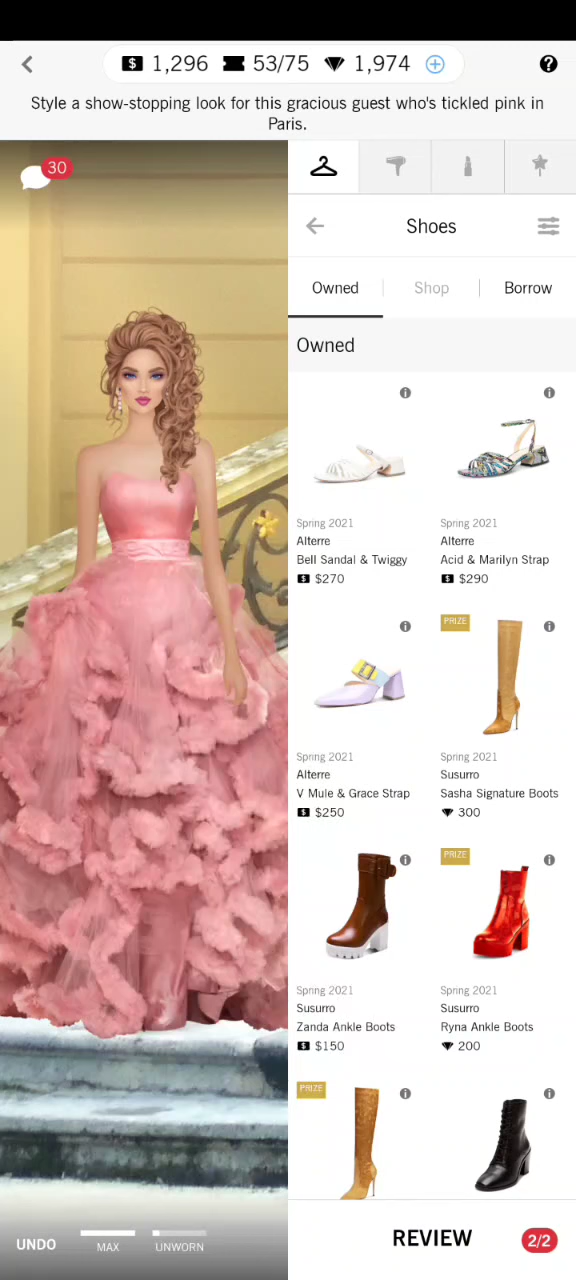 1,296 53/75 1,974
Style a show-stopping look for this gracious guest who's tickled pink in
Paris.
30
Shoes
Owned Shop Borrow
Owned
Spring 2021
Alterre
Bell Sandal & Twiggy
$270
Spring 2021
Alterre
Acid & Marilyn Strap
$290
Spring 2021
Alterre
V Mule & Grace Strap
$250
PRIZE
Spring 2021
Susurro
Sasha Signature Boots
300
Spring 2021
Susurro
Zanda Ankle Boots
$150
PRIZE
Spring 2021
Susurro
Ryna Ankle Boots
200
PRIZE
UNDO
MAX
UNWORN
REVIEW 2/2